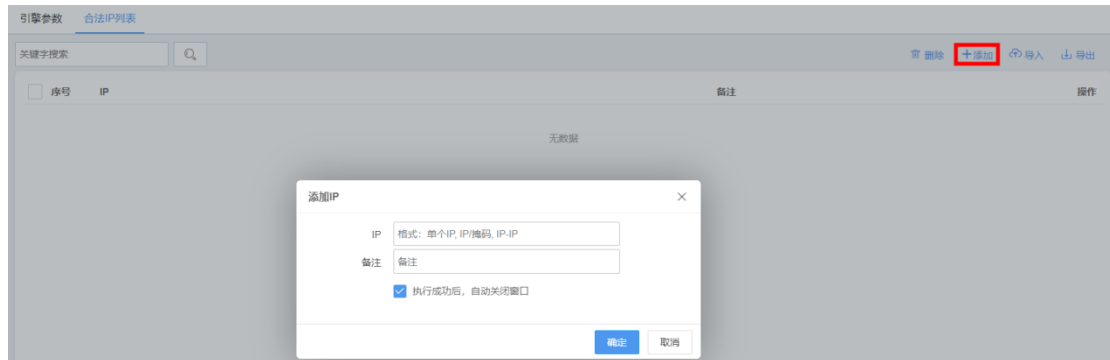 引擎参数 合法IP列表
关键字搜索 删除 +添加 导入 导出
序号 IP 备注 操作
无数据
添加IP
IP 格式：单个IP, IP/掩码, IP-IP
备注 备注
执行成功后，自动关闭窗口
确定 取消